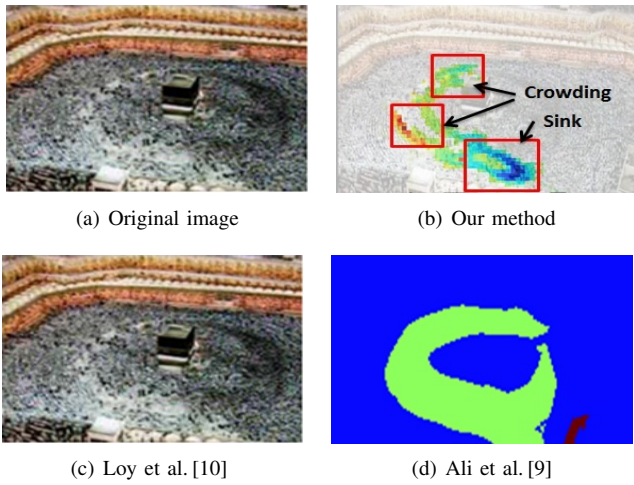 Crowding
Sink
(a) Original image
(b) Our method
(c) Loy et al. [10]
(d) Ali et al. [9]